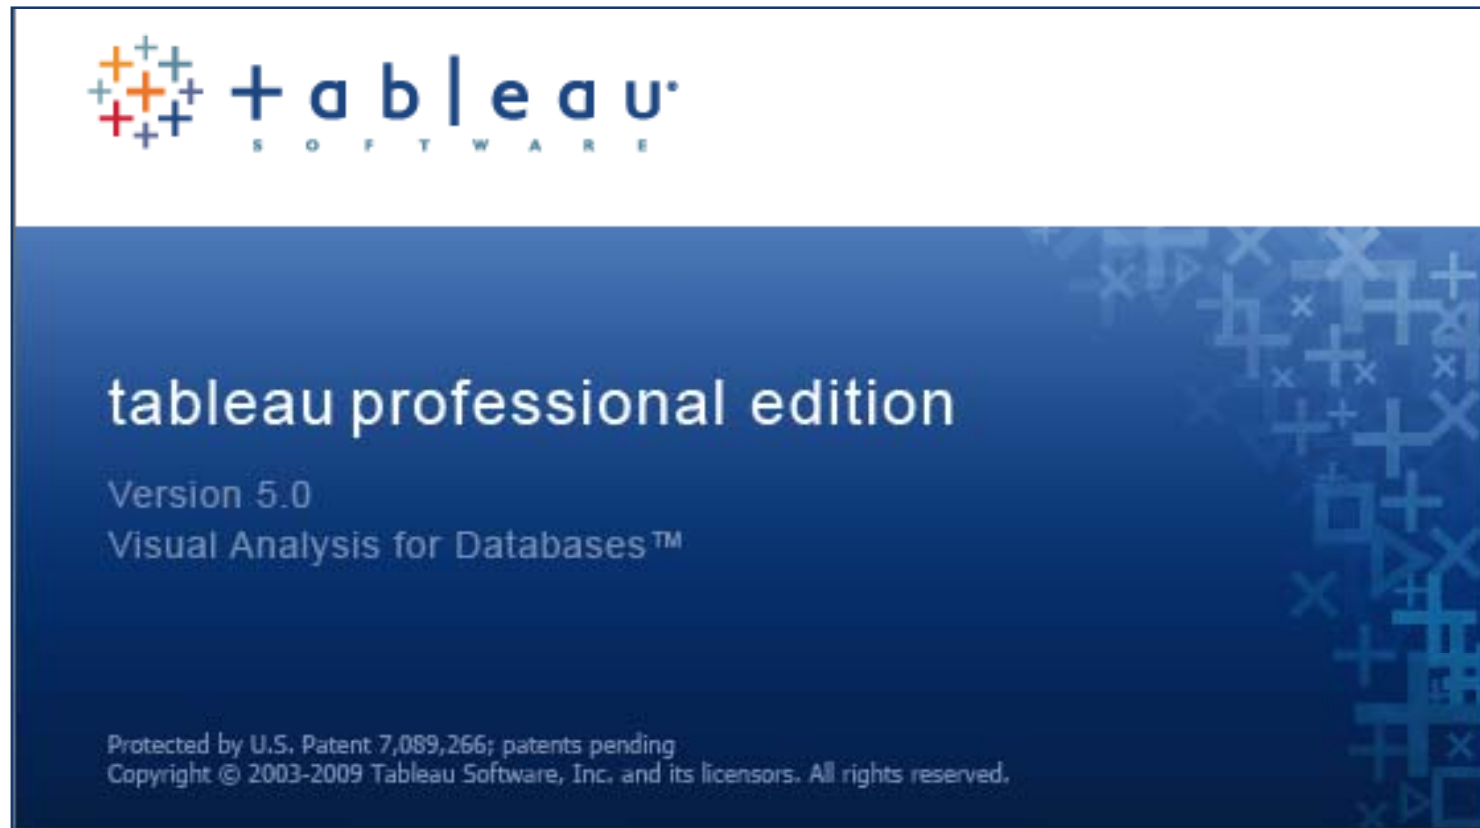 tableau®
SOFTWARE
tableau professional edition
Version 5.0
Visual Analysis for Databases™
Protected by U.S. Patent 7,089,266; patents pending
Copyright © 2003-2009 Tableau Software, Inc. and its licensors. All rights reserved.